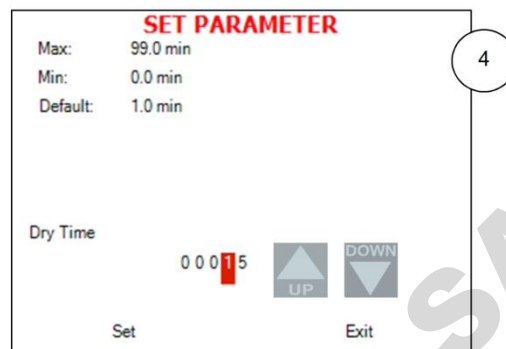 SET PARAMETER
Max: 99.0 min
Min: 0.0 min
Default: 1.0 min
4
Dry Time
0 0 0 1 5
UP
DOWN
Set Exit
SA